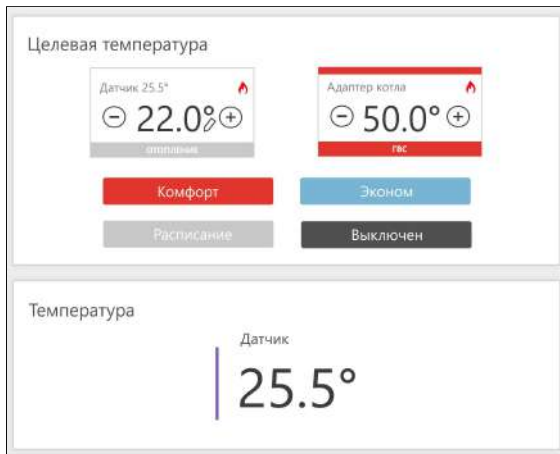 Целевая температура
Датчик 25.5°
22.0°
отопление
Адаптер котла
50.0°
ГВС
Комфорт
Эконом
Расписание
Выключен
Температура
Датчик
25.5°